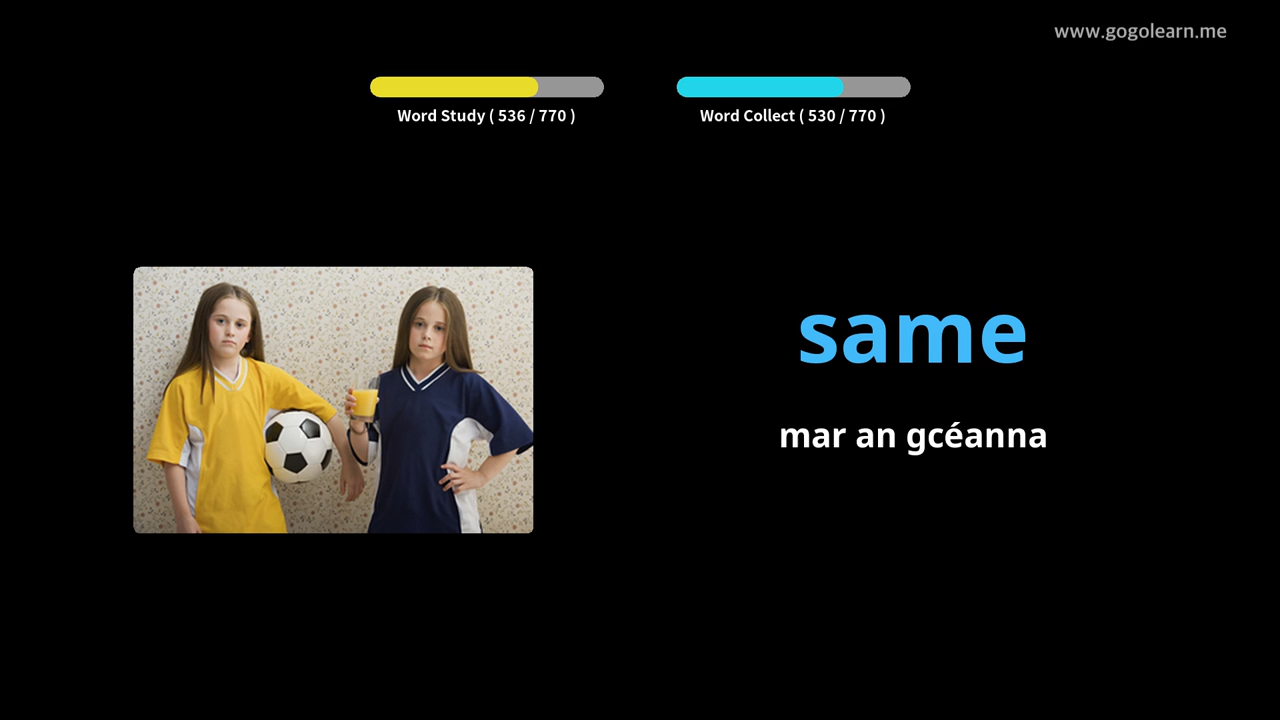 www.gogolearn.me
Word Study ( 536 / 770 )
Word Collect ( 530 / 770 )
same
mar an gcéanna